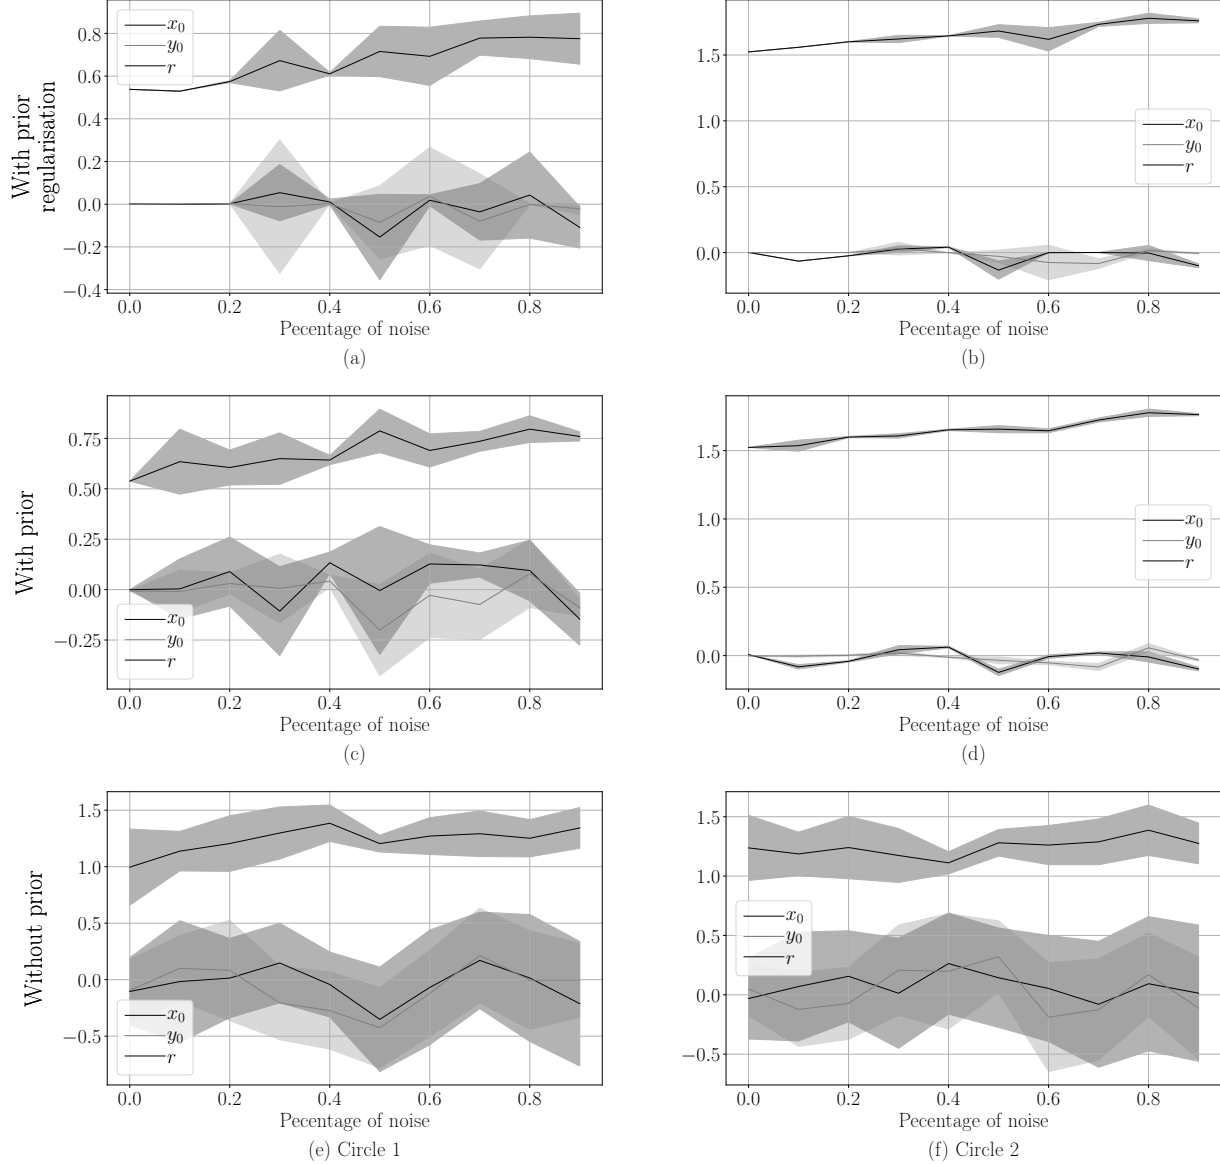 With prior
regularisation
0.8
0.6
0.4
0.2
0.0
−0.2
−0.4
x0
y0
r
0.0 0.2 0.4 0.6 0.8
Pecentage of noise
(a)
1.5
1.0
0.5
0.0
x0
y0
r
0.0 0.2 0.4 0.6 0.8
Pecentage of noise
(b)
With prior
0.75
0.50
0.25
0.00
−0.25
x0
y0
r
0.0 0.2 0.4 0.6 0.8
Pecentage of noise
(c)
1.5
1.0
0.5
0.0
x0
y0
r
0.0 0.2 0.4 0.6 0.8
Pecentage of noise
(d)
Without prior
1.5
1.0
0.5
0.0
−0.5
x0
y0
r
0.0 0.2 0.4 0.6 0.8
Pecentage of noise
(e) Circle 1
1.5
1.0
0.5
0.0
−0.5
x0
y0
r
0.0 0.2 0.4 0.6 0.8
Pecentage of noise
(f) Circle 2